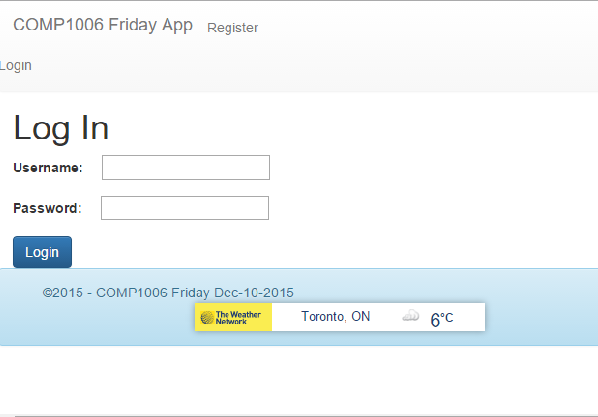 COMP1006 Friday App Register
Login
Log In
Username:
Password:
Login
©2015 - COMP1006 Friday Dec-10-2015
The Weather Network
Toronto, ON
6°C